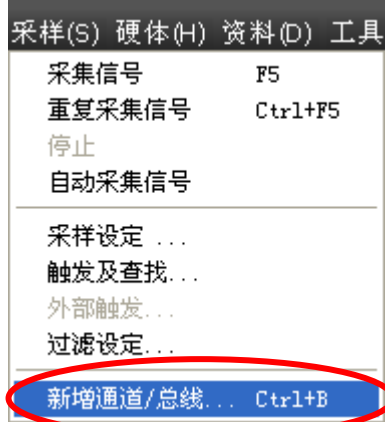 采样(S) 硬体(H) 资料(D) 工具
采集信号 F5
重复采集信号 Ctrl+F5
停止
自动采集信号
采样设定 ...
触发及查找...
外部触发...
过滤设定...
新增通道/总线... Ctrl+B